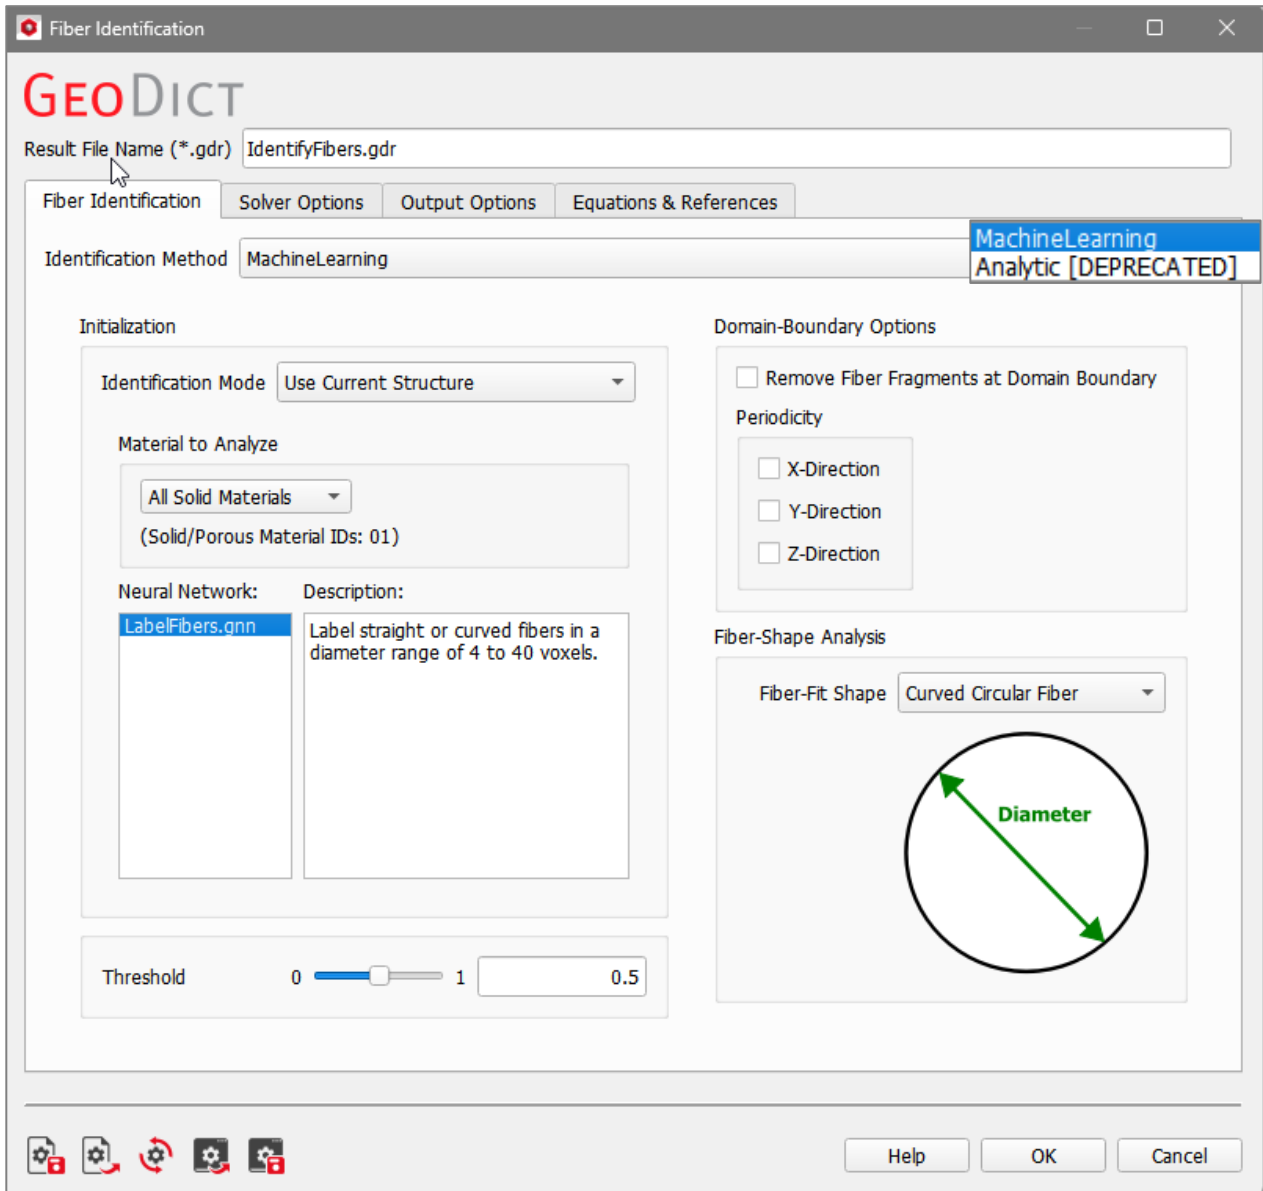 Fiber Identification
GEODICT
Result File Name (*.gdr) IdentifyFibers.gdr
Fiber Identification Solver Options Output Options Equations & References
Identification Method MachineLearning
MachineLearning
Analytic [DEPRECATED]
Initialization
Identification Mode Use Current Structure
Material to Analyze
All Solid Materials
(Solid/Porous Material IDs: 01)
Neural Network: Description:
LabelFibers.gnn
Label straight or curved fibers in a
diameter range of 4 to 40 voxels.
Threshold 0 1 0.5
Domain-Boundary Options
Remove Fiber Fragments at Domain Boundary
Periodicity
X-Direction
Y-Direction
Z-Direction
Fiber-Shape Analysis
Fiber-Fit Shape Curved Circular Fiber
Diameter
Help OK Cancel